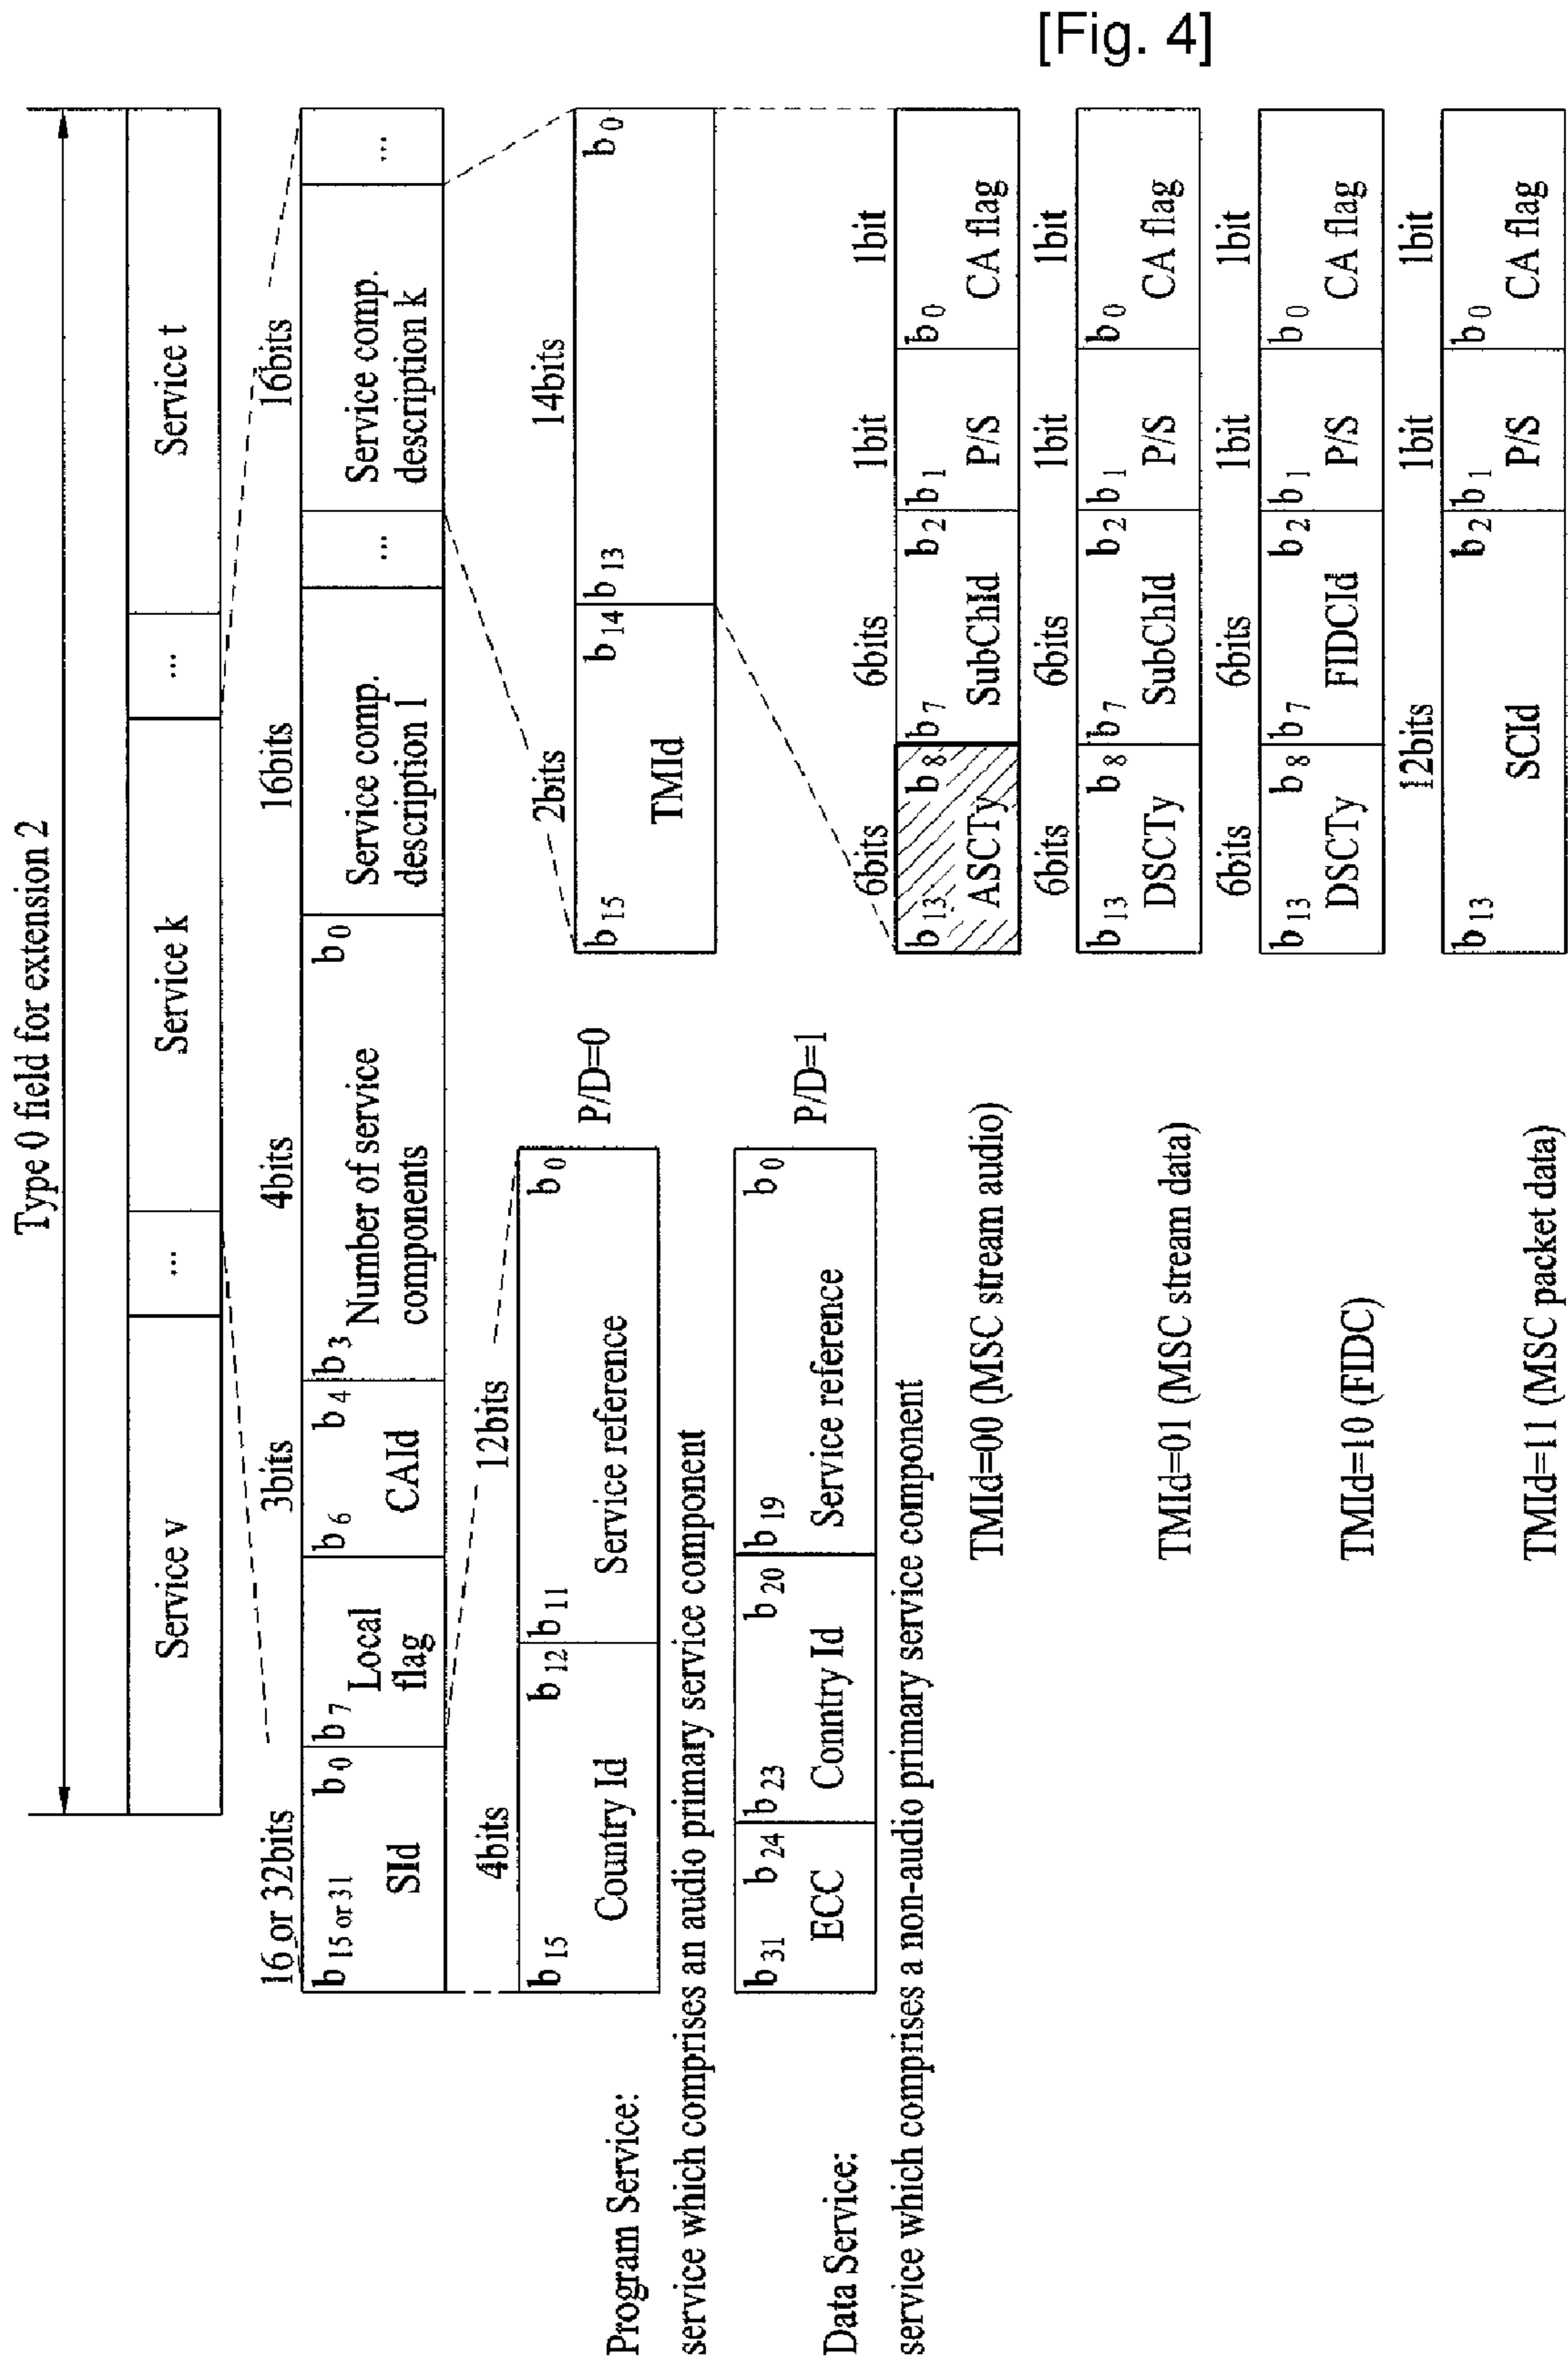 [Fig. 4]
Type 0 field for extension 2
Service v
...
Service k
...
Service t
16 or 32bits
3bits
4bits
16bits
16bits
b15 or 31 b0
SId
b7
Local
flag
b6 b4
CAId
b3 b0
Number of service
components
Service comp.
description 1
...
Service comp.
description k
...
4bits
12bits
b15 b12
Country Id
b11 b0
Service reference
P/D=0
2bits
14bits
b15 b14
TMId
b13 b0
Program Service:
service which comprises an audio primary service component
b31 b24
ECC
b23 b20
Conntry Id
b19 b0
Service reference
P/D=1
Data Service:
service which comprises a non-audio primary service component
6bits
6bits
1bit
1bit
TMId=00 (MSC stream audio)
b13 b8
ASCTy
b7 b2
SubChId
b1
P/S
b0
CA flag
6bits
6bits
1bit
1bit
TMId=01 (MSC stream data)
b13 b8
DSCTy
b7 b2
SubChId
b1
P/S
b0
CA flag
6bits
6bits
1bit
1bit
TMId=10 (FIDC)
b13 b8
DSCTy
b7 b2
FIDCId
b1
P/S
b0
CA flag
12bits
1bit
1bit
TMId=11 (MSC packet data)
b13 b2
SCId
b1
P/S
b0
CA flag